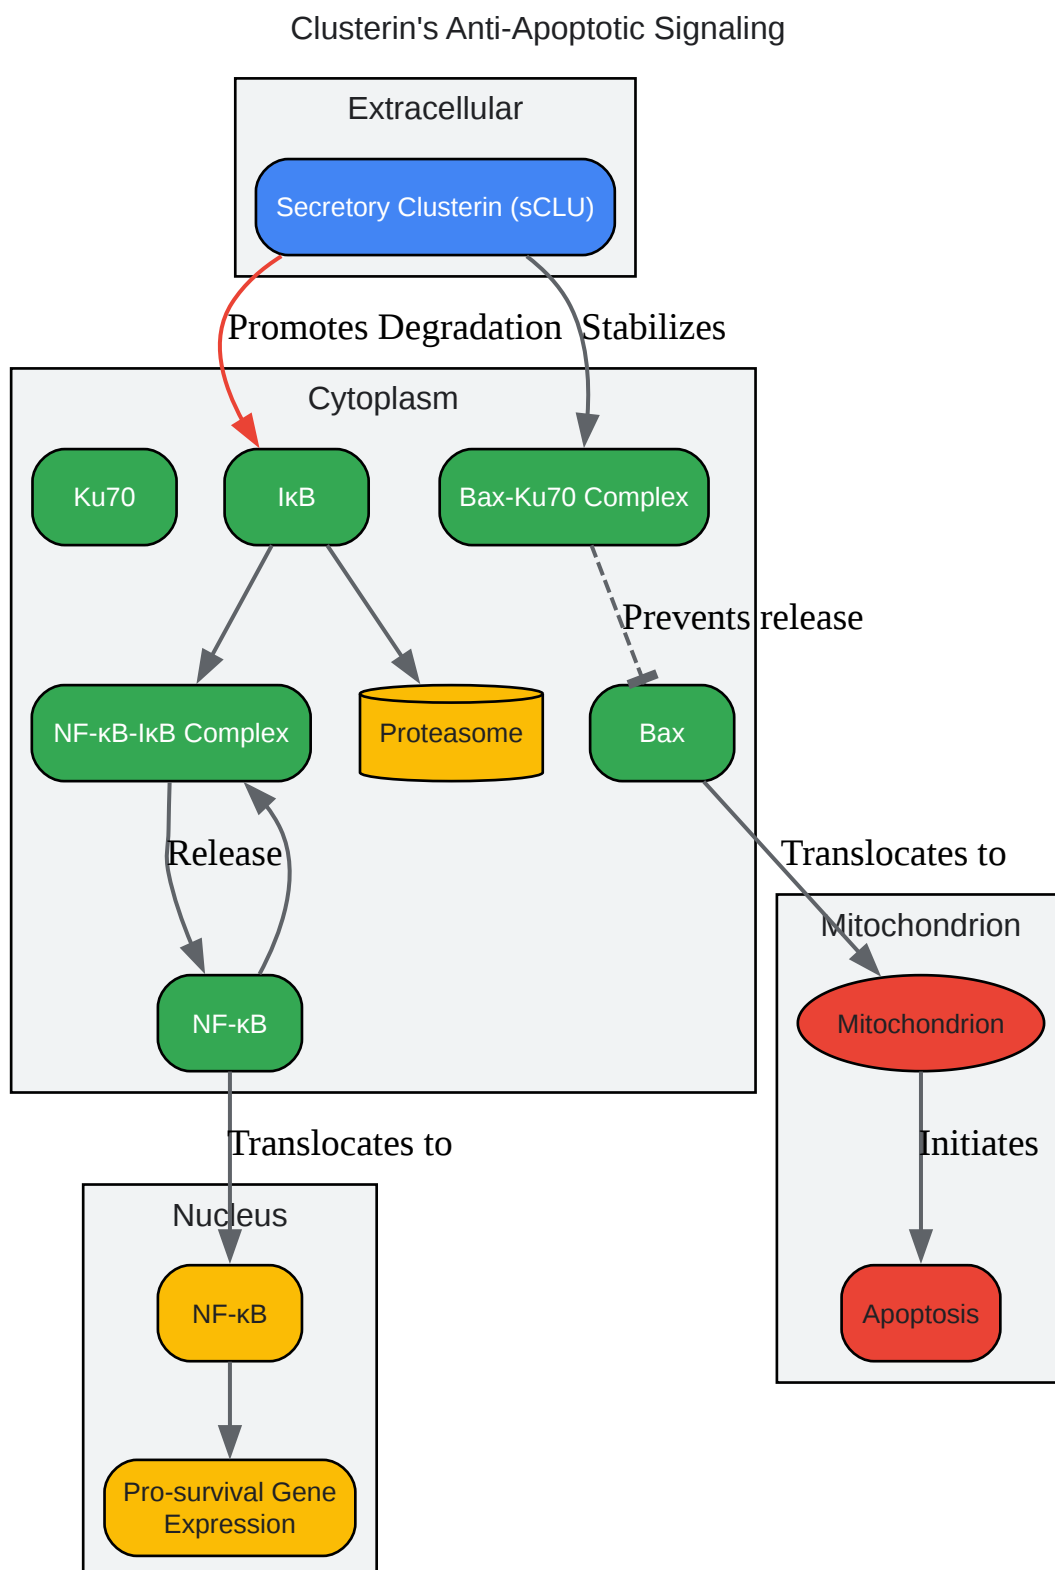 Clusterin's Anti-Apoptotic Signaling
Extracellular
Secretory Clusterin (sCLU)
Promotes Degradation
Stabilizes
Cytoplasm
Ku70
IκB
Bax-Ku70 Complex
Prevents release
NF-κB-IκB Complex
Proteasome
Bax
Release
Translocates to
Mitochondrion
NF-κB
Mitochondrion
Translocates to
Initiates
Nucleus
NF-κB
Apoptosis
Pro-survival Gene
Expression